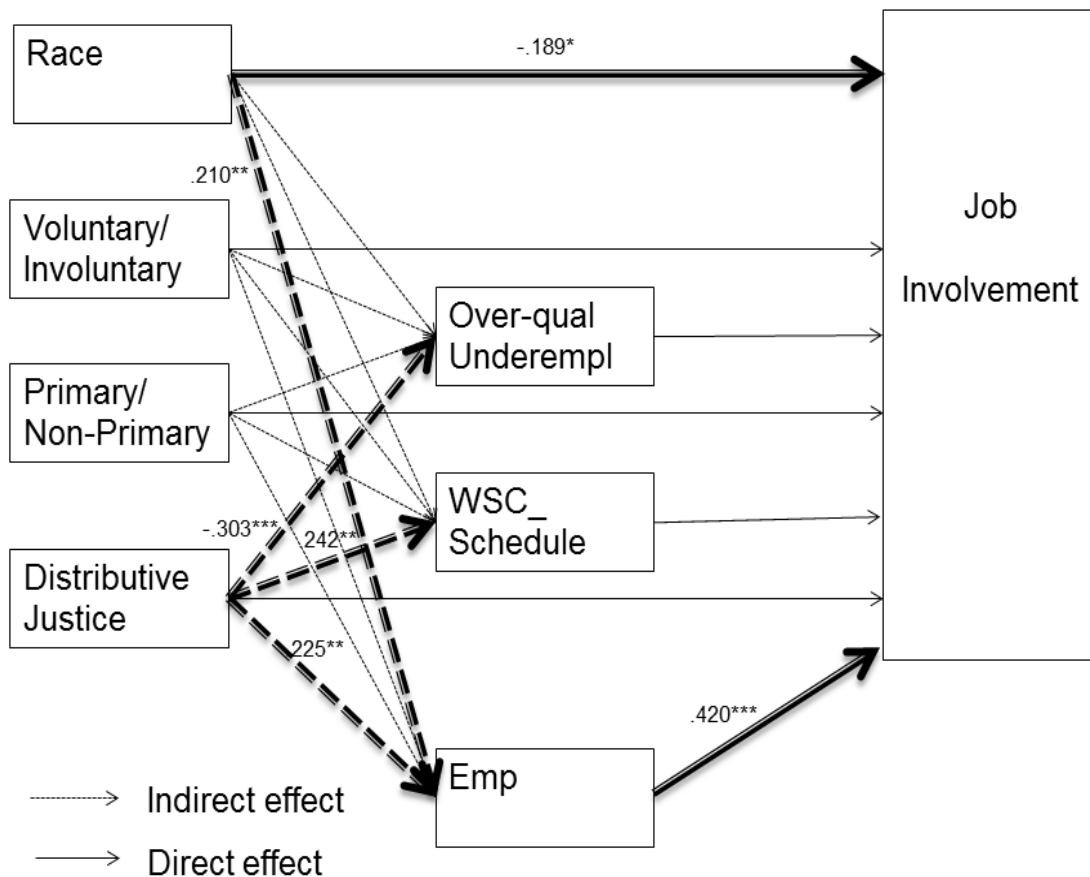 Race
-.189*
.210**
Voluntary/
Involuntary
Job
Involvement
Over-qual
Underempl
Primary/
Non-Primary
WSC_
Schedule
-.303***
.242**
Distributive
Justice
.225**
.420***
Emp
Indirect effect
Direct effect